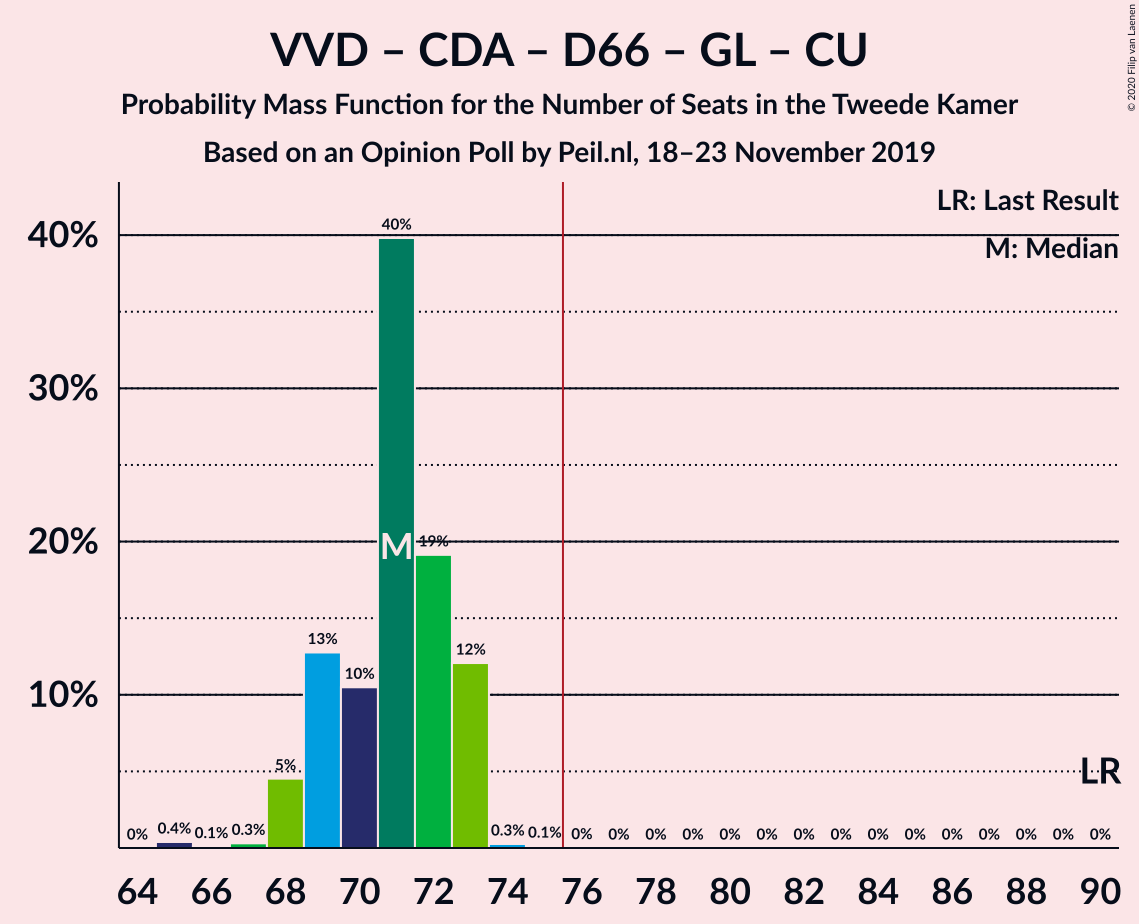 VVD – CDA – D66 – GL – CU
Probability Mass Function for the Number of Seats in the Tweede Kamer
Based on an Opinion Poll by Peil.nl, 18–23 November 2019
© 2020 Filip van Laenen
LR: Last Result
M: Median
40%
30%
20%
10%
0% 0.4% 0.1% 0.3% 5% 13% 10% 40% 19% 12% 0.3% 0.1% 0% 0% 0% 0% 0% 0% 0% 0% 0% 0% 0% 0% 0% 0% 0%
M
LR
64 66 68 70 72 74 76 78 80 82 84 86 88 90